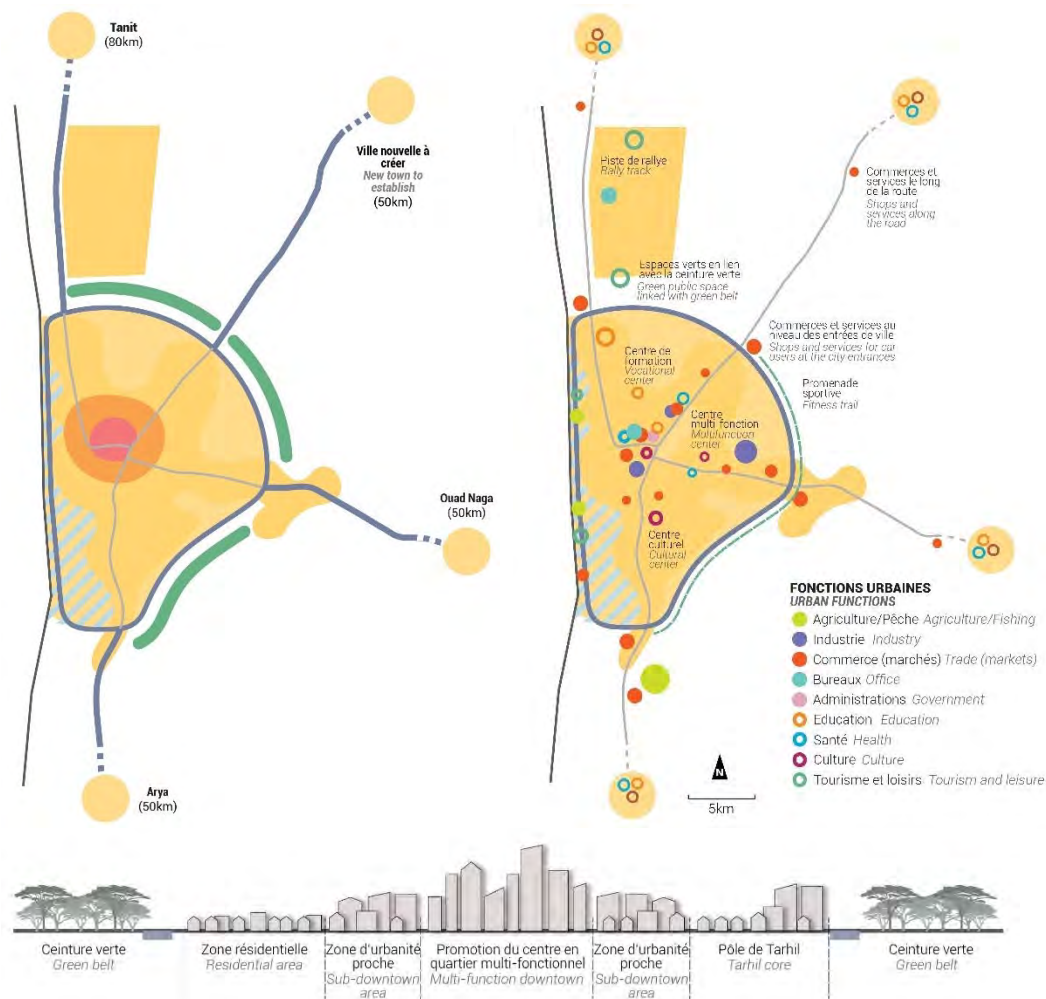 Tanit
(80km)
Ville nouvelle à
créer
New town to
establish
(50km)
Ouad Naga
(50km)
Arya
(50km)
Piste de rallye
Rally track
Commerces et
services le long
de la route
Shops and
services along
the road
Espaces verts en lien
avec la ceinture verte
Green public space
linked with green belt
Commerces et services au
niveau des entrées de ville
Shops and services for car
users at the city entrances
Centre de
formation
Vocational
center
Promenade
sportive
Fitness trail
Centre
multi fonction
Multifunction
center
Centre
culturel
Cultural
center
FONCTIONS URBAINES
URBAN FUNCTIONS
Agriculture/Pêche Agriculture/Fishing
Industrie Industry
Commerce (marchés) Trade (markets)
Bureaux Office
Administrations Government
Education Education
Santé Health
Culture Culture
Tourisme et loisirs Tourism and leisure
N
5km
Ceinture verte
Green belt
Zone résidentielle
Residential area
Zone d'urbanité
proche
Sub-downtown
area
Promotion du centre en
quartier multi-fonctionnel
Multi-function downtown
Zone d'urbanité
proche
Sub-downtown
area
Pôle de Tarhil
Tarhil core
Ceinture verte
Green belt